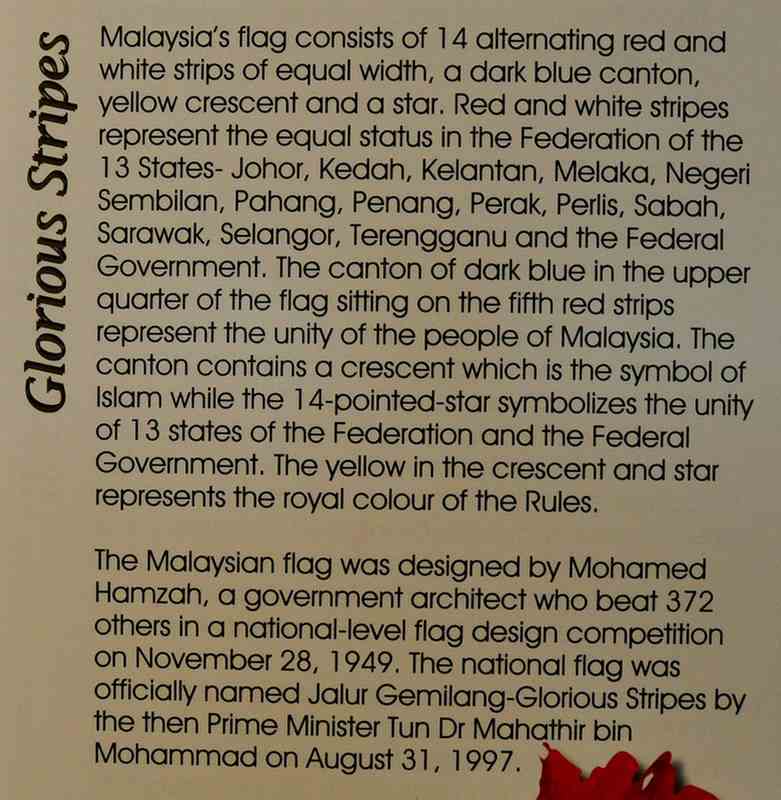 Glorious Stripes
Malaysia's flag consists of 14 alternating red and
white strips of equal width, a dark blue canton,
yellow crescent and a star. Red and white stripes
represent the equal status in the Federation of the
13 States- Johor, Kedah, Kelantan, Melaka, Negeri
Sembilan, Pahang, Penang, Perak, Perlis, Sabah,
Sarawak, Selangor, Terengganu and the Federal
Government. The canton of dark blue in the upper
quarter of the flag sitting on the fifth red strips
represent the unity of the people of Malaysia. The
canton contains a crescent which is the symbol of
Islam while the 14-pointed-star symbolizes the unity
of 13 states of the Federation and the Federal
Government. The yellow in the crescent and star
represents the royal colour of the Rules.
The Malaysian flag was designed by Mohamed
Hamzah, a government architect who beat 372
others in a national-level flag design competition
on November 28, 1949. The national flag was
officially named Jalur Gemilang-Glorious Stripes by
the then Prime Minister Tun Dr Mahathir bin
Mohammad on August 31, 1997.